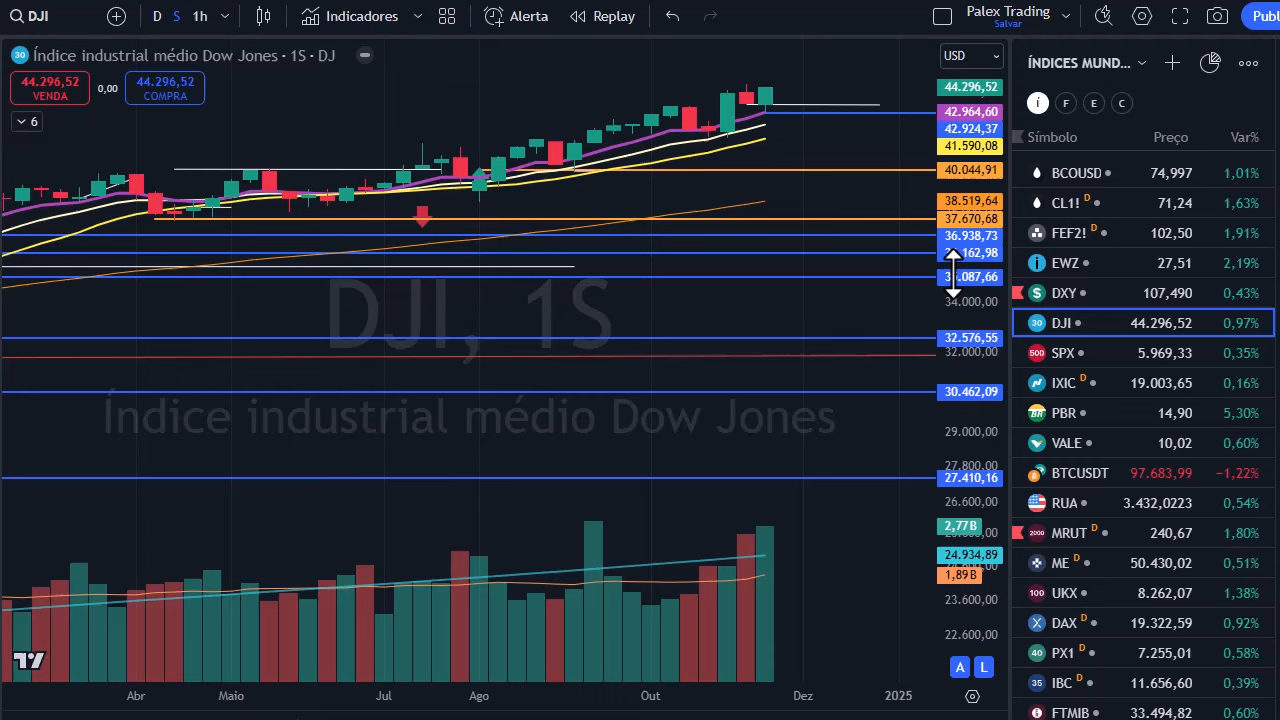 DJI
D S 1h
Indicadores
Alerta
Replay
Palex Trading
Salvar
Publ
30 Índice industrial médio Dow Jones · 1S · DJ
44.296,52
VENDA
0,00
44.296,52
COMPRA
6
USD
44.296,52
42.964,60
42.924,37
41.590,08
40.044,91
38.519,64
37.670,68
36.938,73
34.000,00
32.576,55
32.000,00
30.462,09
29.000,00
27.800,00
27.410,16
26.600,00
2,77B
24.934,89
1,89B
23.600,00
22.600,00
A L
DJI, 1S
Índice industrial médio Dow Jones
Abr Maio Jul Ago Out Dez 2025
ÍNDICES MUND...
Í F E C
Símbolo Preço Var%
BCOUSD 74,997 1,01%
CL1! D 71,24 1,63%
FEF2! D 102,50 1,91%
EWZ 27,51 2,19%
DXY 107,490 0,43%
30 DJI 44.296,52 0,97%
500 SPX 5.969,33 0,35%
IXIC D 19.003,65 0,16%
PBR 14,90 5,30%
VALE 10,02 0,60%
BTCUSDT 97.683,99 −1,22%
RUA 3.432,0223 0,54%
2000 MRUT D 240,67 1,80%
ME D 50.430,02 0,51%
100 UKX 8.262,07 1,38%
DAX D 19.322,59 0,92%
40 PX1 D 7.255,01 0,58%
35 IBC D 11.656,60 0,39%
FTMIB D 33.494,82 0,60%